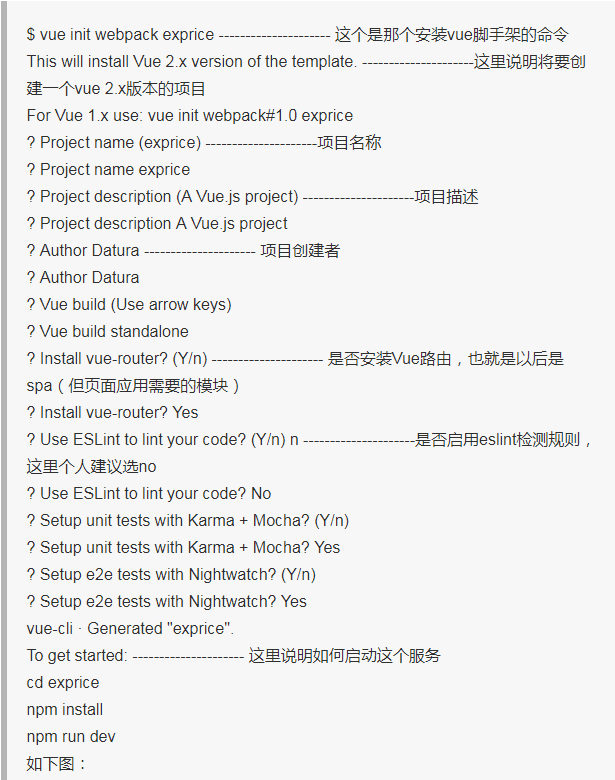 $ vue init webpack exprice --------------------- 这个是那个安装vue脚手架的命令
This will install Vue 2.x version of the template. ---------------------这里说明将要创
建一个vue 2.x版本的项目
For Vue 1.x use: vue init webpack#1.0 exprice
? Project name (exprice) ---------------------项目名称
? Project name exprice
? Project description (A Vue.js project) ---------------------项目描述
? Project description A Vue.js project
? Author Datura --------------------- 项目创建者
? Author Datura
? Vue build (Use arrow keys)
? Vue build standalone
? Install vue-router? (Y/n) --------------------- 是否安装Vue路由，也就是以后是
spa（但页面应用需要的模块）
? Install vue-router? Yes
? Use ESLint to lint your code? (Y/n) n ---------------------是否启用eslint检测规则，
这里个人建议选no
? Use ESLint to lint your code? No
? Setup unit tests with Karma + Mocha? (Y/n)
? Setup unit tests with Karma + Mocha? Yes
? Setup e2e tests with Nightwatch? (Y/n)
? Setup e2e tests with Nightwatch? Yes
vue-cli · Generated "exprice".
To get started: --------------------- 这里说明如何启动这个服务
cd exprice
npm install
npm run dev
如下图：